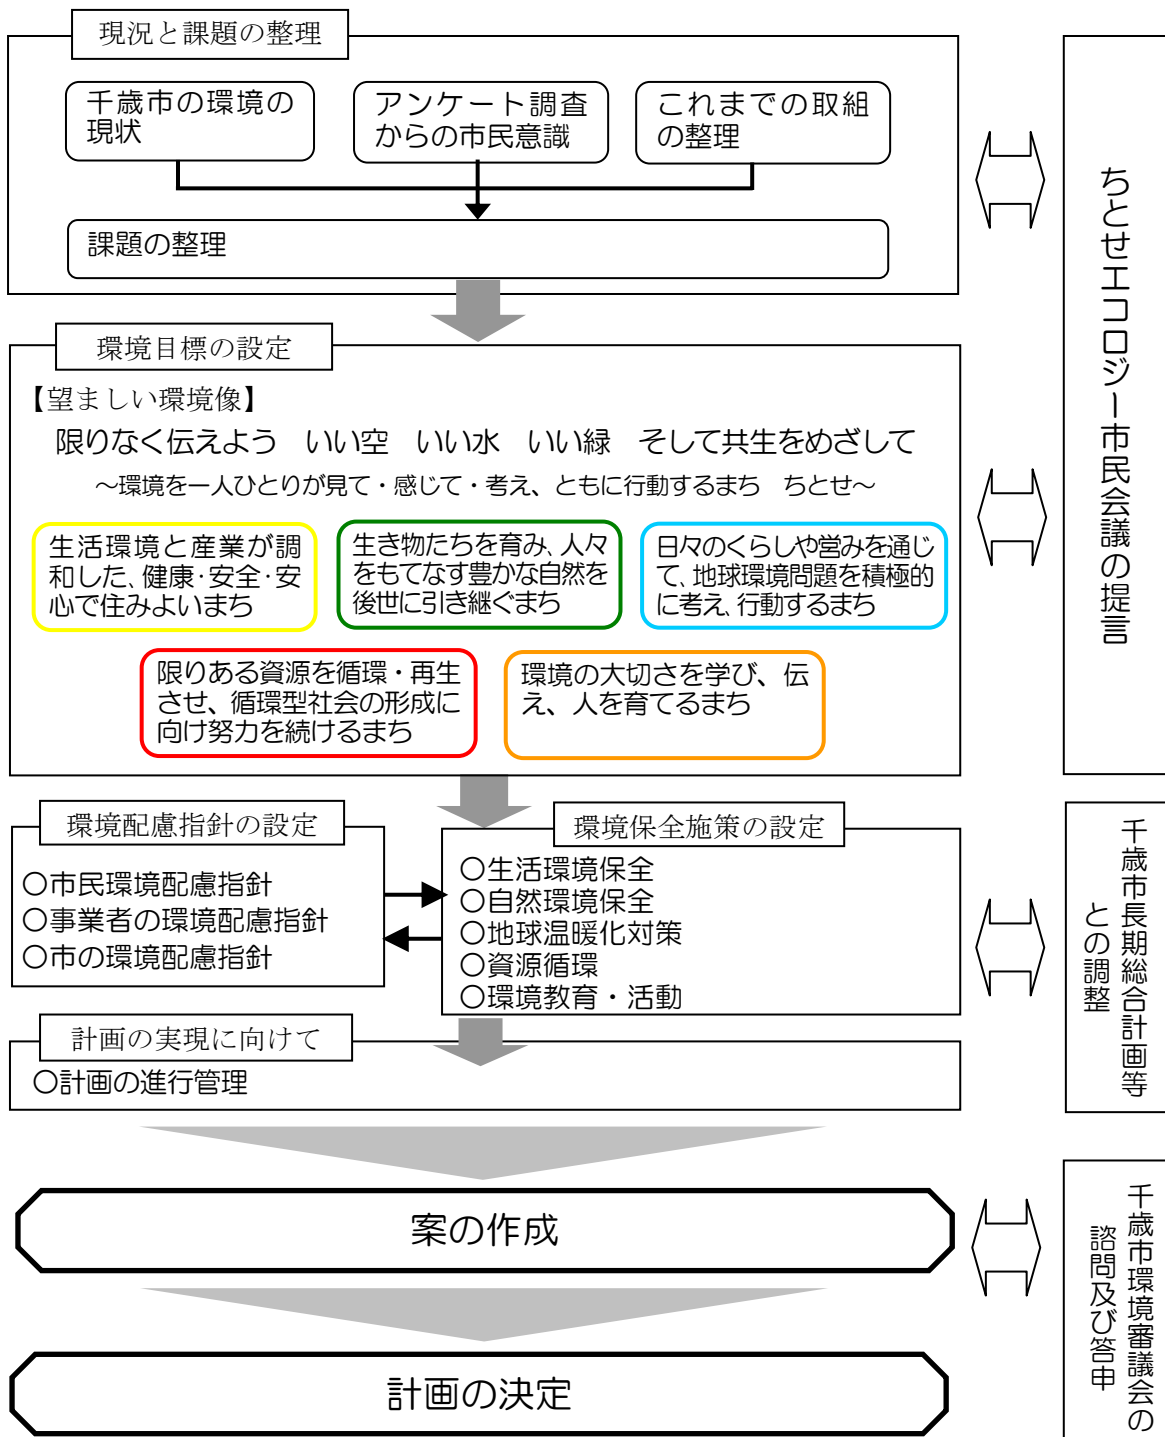 現況と課題の整理
千歳市の環境の
現状
アンケート調査
からの市民意識
これまでの取組
の整理
課題の整理
環境目標の設定
【望ましい環境像】
限りなく伝えよう　いい空　いい水　いい緑　そして共生をめざして
～環境を一人ひとりが見て・感じて・考え、ともに行動するまち　ちとせ～
生活環境と産業が調
和した、健康・安全・安
心で住みよいまち
生き物たちを育み、人々
をもてなす豊かな自然を
後世に引き継ぐまち
日々のくらしや営みを通じ
て、地球環境問題を積極的
に考え、行動するまち
限りある資源を循環・再生
させ、循環型社会の形成に
向け努力を続けるまち
環境の大切さを学び、伝
え、人を育てるまち
ちとせエコロジー市民会議の提言
環境配慮指針の設定
○市民環境配慮指針
○事業者の環境配慮指針
○市の環境配慮指針
環境保全施策の設定
○生活環境保全
○自然環境保全
○地球温暖化対策
○資源循環
○環境教育・活動
計画の実現に向けて
○計画の進行管理
千歳市長期総合計画等
との調整
案の作成
計画の決定
千歳市環境審議会の
諮問及び答申